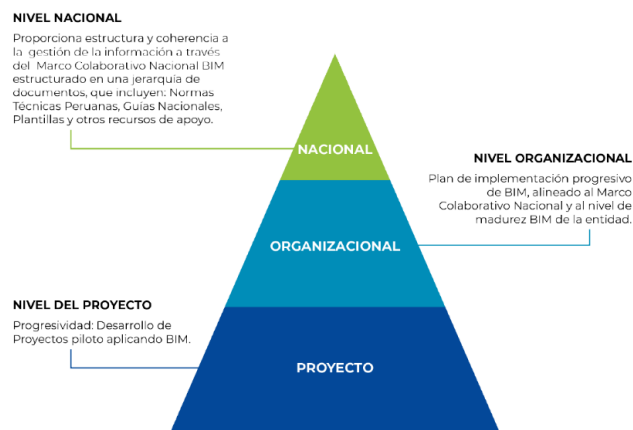 NIVEL NACIONAL
Proporciona estructura y coherencia a
la gestión de la información a través
del Marco Colaborativo Nacional BIM
estructurado en una jerarquía de
documentos, que incluyen: Normas
Técnicas Peruanas, Guías Nacionales,
Plantillas y otros recursos de apoyo.
NACIONAL
NIVEL ORGANIZACIONAL
Plan de implementación progresivo
de BIM, alineado al Marco
Colaborativo Nacional y al nivel de
madurez BIM de la entidad.
ORGANIZACIONAL
NIVEL DEL PROYECTO
Progresividad: Desarrollo de
Proyectos piloto aplicando BIM.
PROYECTO